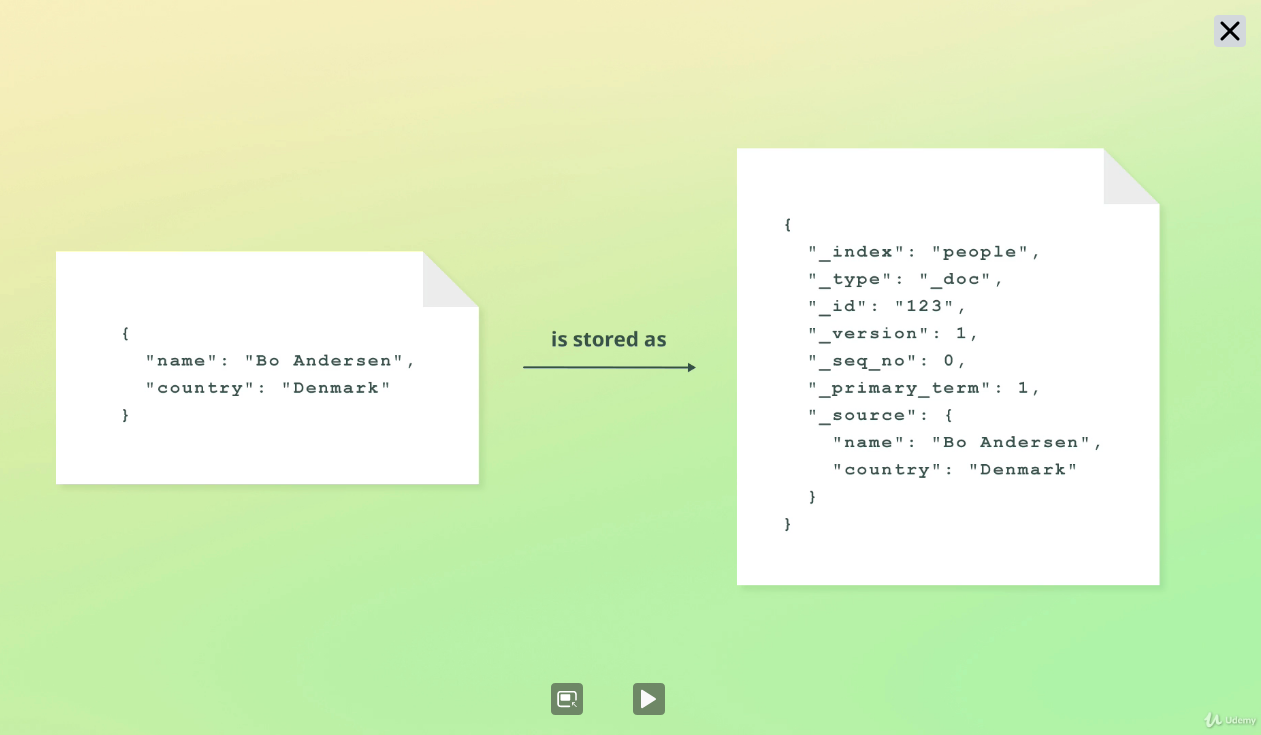 {
"name": "Bo Andersen",
"country": "Denmark"
}
is stored as
{
"_index": "people",
"_type": "_doc",
"_id": "123",
"_version": 1,
"_seq_no": 0,
"_primary_term": 1,
"_source": {
"name": "Bo Andersen",
"country": "Denmark"
}
}
Udemy